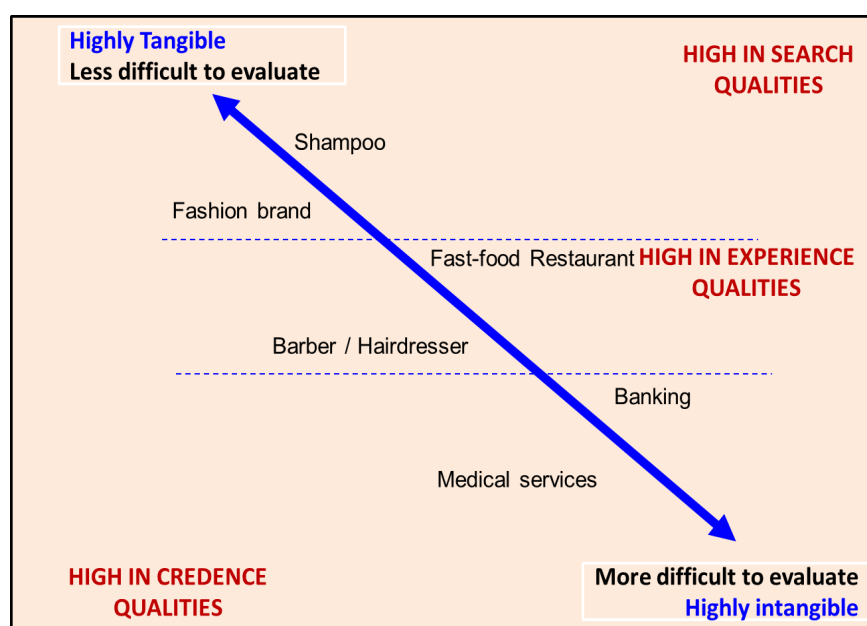 Highly Tangible
Less difficult to evaluate
HIGH IN SEARCH
QUALITIES
Shampoo
Fashion brand
Fast-food Restaurant
HIGH IN EXPERIENCE
QUALITIES
Barber / Hairdresser
Banking
Medical services
HIGH IN CREDENCE
QUALITIES
More difficult to evaluate
Highly intangible